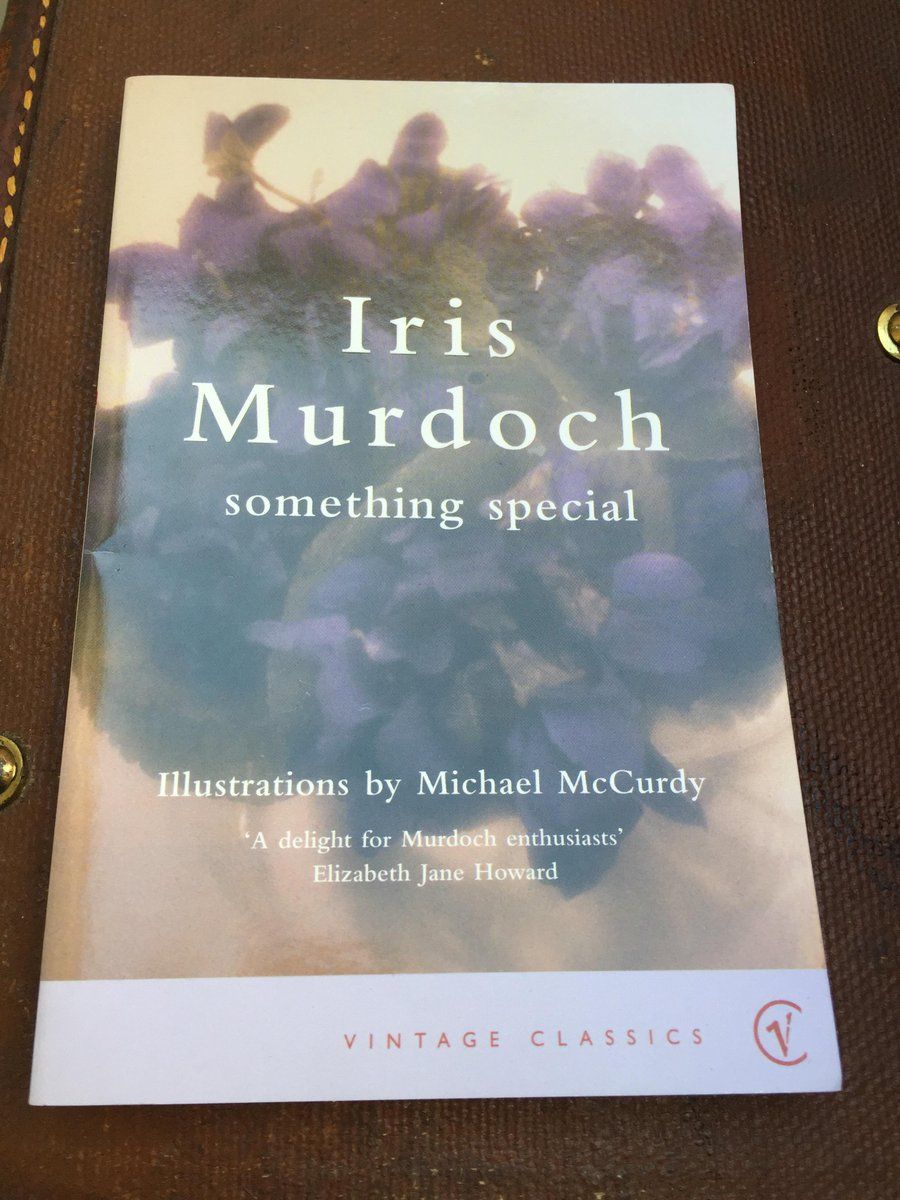 Iris
Murdoch
something special
Illustrations by Michael McCurdy
‘A delight for Murdoch enthusiasts’
Elizabeth Jane Howard
VINTAGE CLASSICS